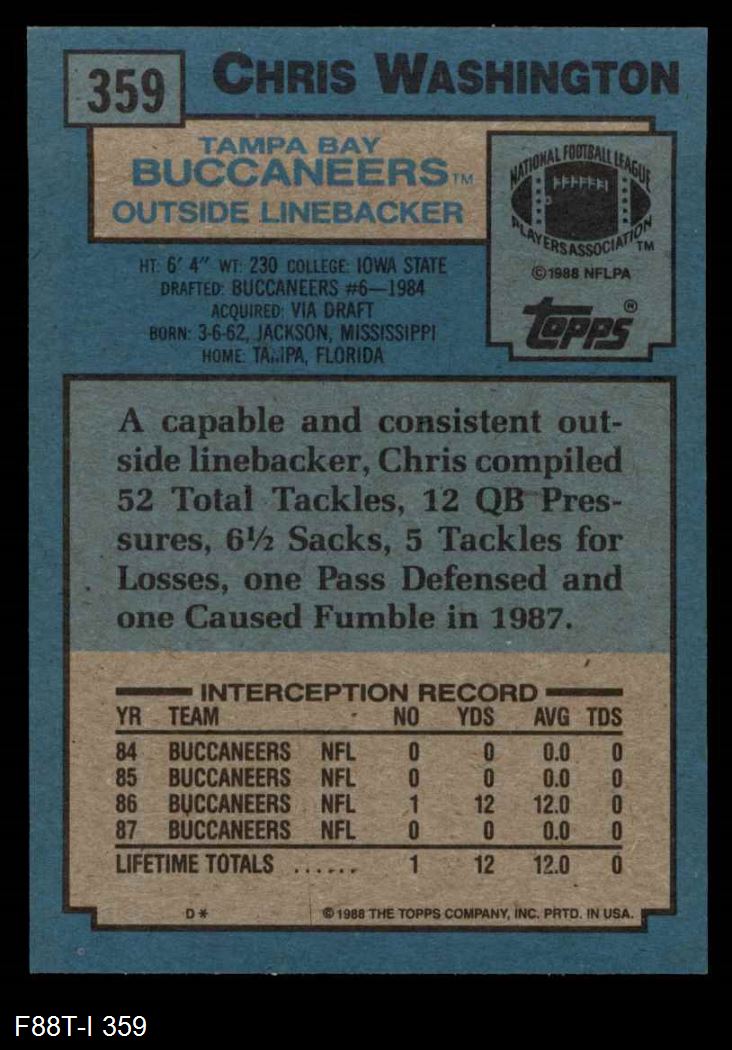 359
CHRIS WASHINGTON
TAMPA BAY
BUCCANEERS TM
OUTSIDE LINEBACKER
NATIONAL FOOTBALL LEAGUE
PLAYERS ASSOCIATION TM
© 1988 NFLPA
TOPPS®
HT: 6' 4" WT: 230 COLLEGE: IOWA STATE
DRAFTED: BUCCANEERS #6—1984
ACQUIRED: VIA DRAFT
BORN: 3-6-62, JACKSON, MISSISSIPPI
HOME: TAMPA, FLORIDA
A capable and consistent out-
side linebacker, Chris compiled
52 Total Tackles, 12 QB Pres-
sures, 6½ Sacks, 5 Tackles for
Losses, one Pass Defensed and
one Caused Fumble in 1987.
INTERCEPTION RECORD
YR TEAM NO YDS AVG TDS
84 BUCCANEERS NFL 0 0 0.0 0
85 BUCCANEERS NFL 0 0 0.0 0
86 BUCCANEERS NFL 1 12 12.0 0
87 BUCCANEERS NFL 0 0 0.0 0
LIFETIME TOTALS ...... 1 12 12.0 0
D* © 1988 THE TOPPS COMPANY, INC. PRTD. IN USA.
F88T-I 359